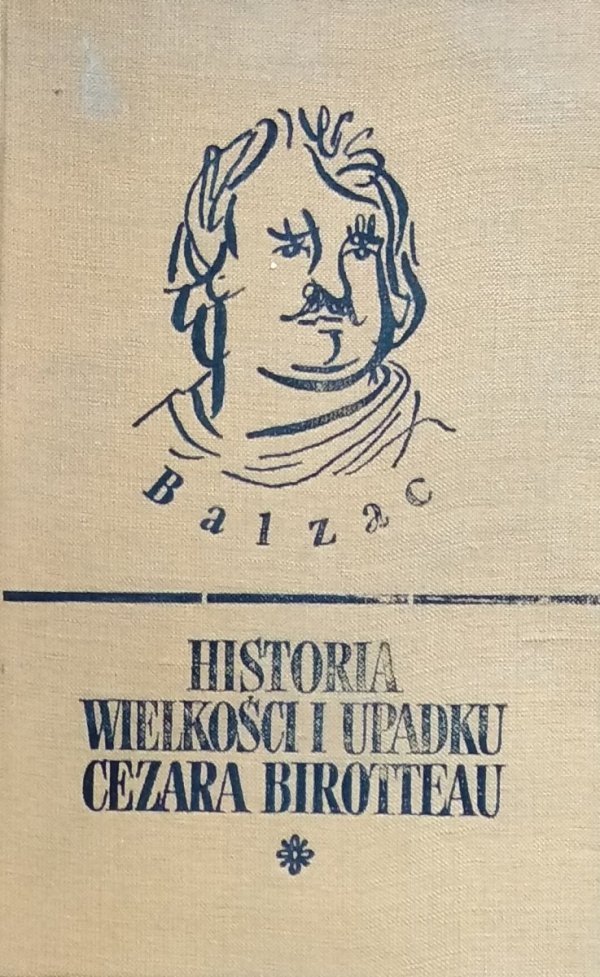 Balzac
HISTORIA
WIELKOŚCI I UPADKU
CEZARA BIROTTEAU